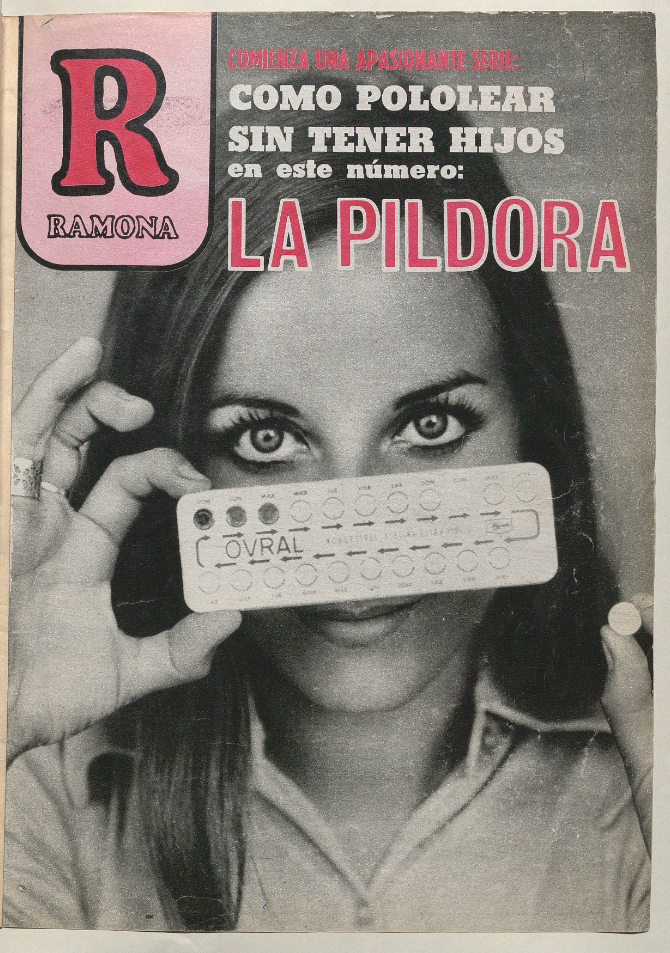 COMIENZA UNA APASIONANTE SERIE:
COMO POLOLEAR
SIN TENER HIJOS
en este número:
LA PILDORA
R
RAMONA
OVRAL